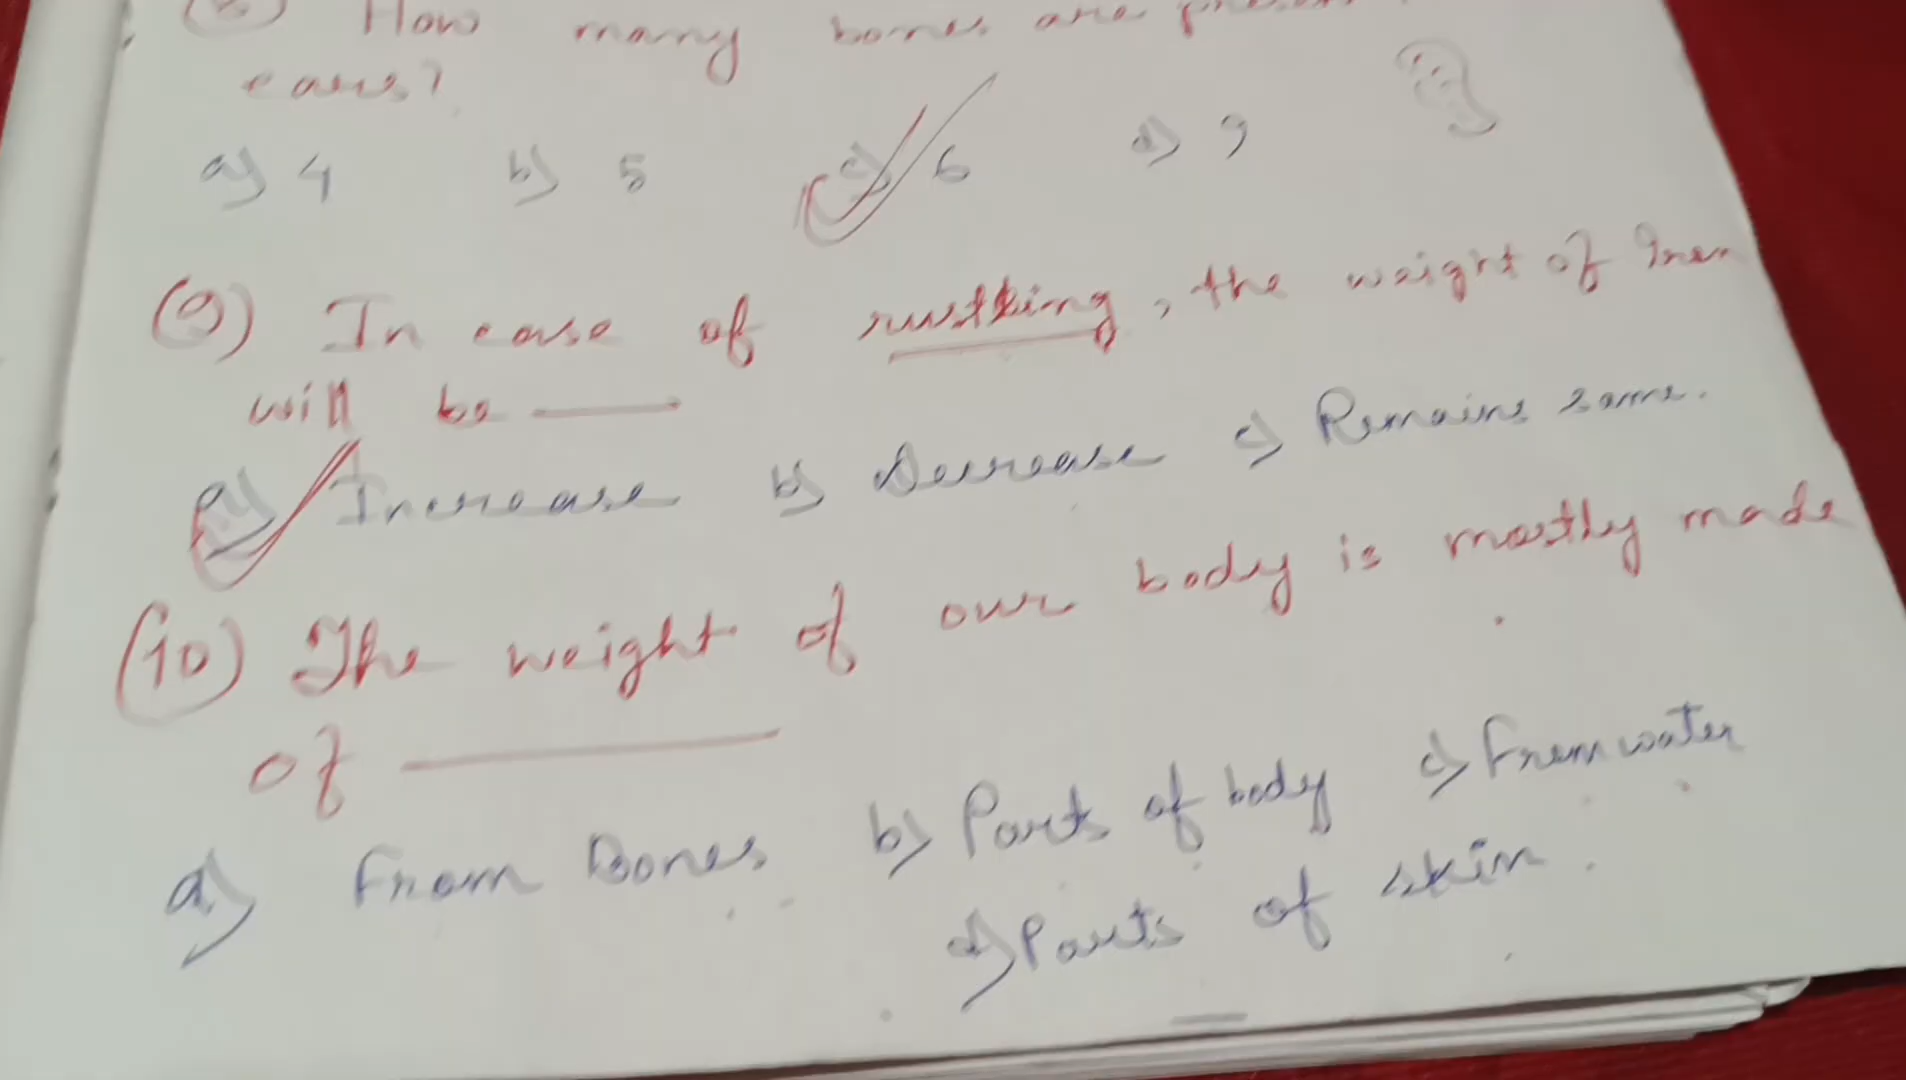 How many bones are
ears?
a) 4 b) 5 c) 6 d) 9
(9) In case of rusting, the weight of Iron
will be
a) Increase b) Decrease c) Remains same.
(10) The weight of our body is mostly made
of
a) From Bones b) Parts of body c) From water
d) Parts of skin.